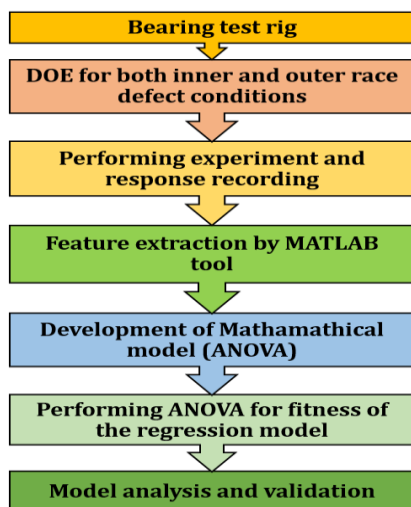 Bearing test rig
DOE for both inner and outer race
defect conditions
Performing experiment and
response recording
Feature extraction by MATLAB
tool
Development of Mathamathical
model (ANOVA)
Performing ANOVA for fitness of
the regression model
Model analysis and validation